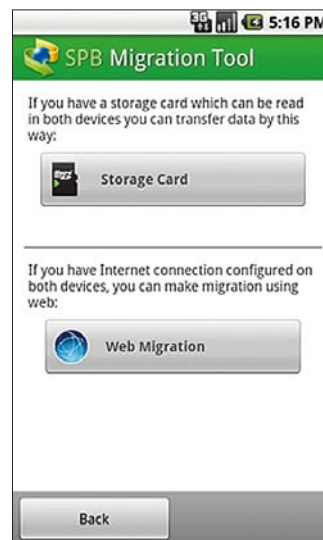 3G
5:16 PM
SPB Migration Tool
If you have a storage card which can be read
in both devices you can transfer data by this
way:
Storage Card
If you have Internet connection configured on
both devices, you can make migration using
web:
Web Migration
Back